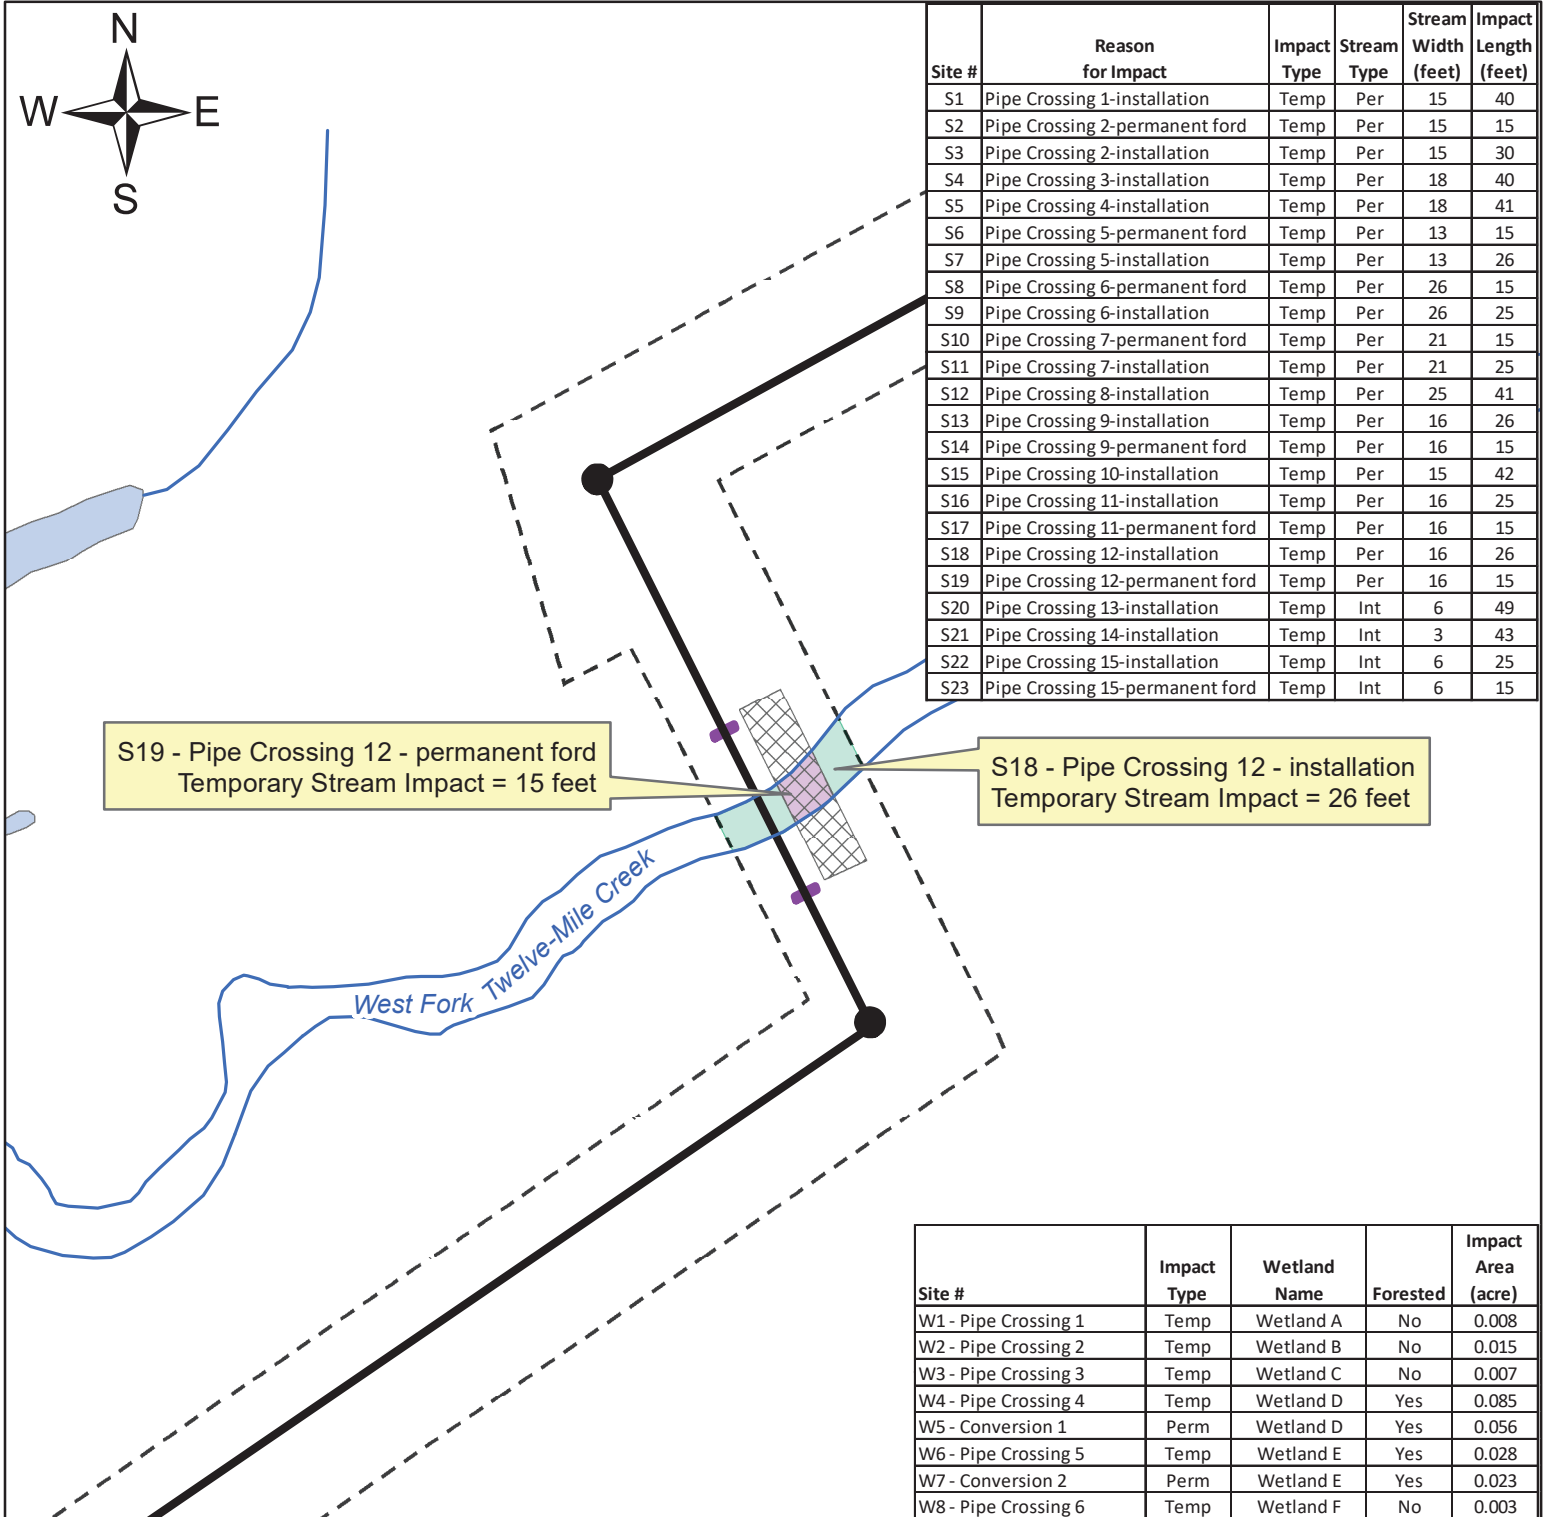 N
W E
S
Site # Reason for Impact Impact Type Stream Type Stream Width (feet) Impact Length (feet)
S1 Pipe Crossing 1-installation Temp Per 15 40
S2 Pipe Crossing 2-permanent ford Temp Per 15 15
S3 Pipe Crossing 2-installation Temp Per 15 30
S4 Pipe Crossing 3-installation Temp Per 18 40
S5 Pipe Crossing 4-installation Temp Per 18 41
S6 Pipe Crossing 5-permanent ford Temp Per 13 15
S7 Pipe Crossing 5-installation Temp Per 13 26
S8 Pipe Crossing 6-permanent ford Temp Per 26 15
S9 Pipe Crossing 6-installation Temp Per 26 25
S10 Pipe Crossing 7-permanent ford Temp Per 21 15
S11 Pipe Crossing 7-installation Temp Per 21 25
S12 Pipe Crossing 8-installation Temp Per 25 41
S13 Pipe Crossing 9-installation Temp Per 16 26
S14 Pipe Crossing 9-permanent ford Temp Per 16 15
S15 Pipe Crossing 10-installation Temp Per 15 42
S16 Pipe Crossing 11-installation Temp Per 16 25
S17 Pipe Crossing 11-permanent ford Temp Per 16 15
S18 Pipe Crossing 12-installation Temp Per 16 26
S19 Pipe Crossing 12-permanent ford Temp Per 16 15
S20 Pipe Crossing 13-installation Temp Int 6 49
S21 Pipe Crossing 14-installation Temp Int 3 43
S22 Pipe Crossing 15-installation Temp Int 6 25
S23 Pipe Crossing 15-permanent ford Temp Int 6 15
S19 - Pipe Crossing 12 - permanent ford
Temporary Stream Impact = 15 feet
S18 - Pipe Crossing 12 - installation
Temporary Stream Impact = 26 feet
West Fork Twelve-Mile Creek
Site # Impact Type Wetland Name Forested Impact Area (acre)
W1 - Pipe Crossing 1 Temp Wetland A No 0.008
W2 - Pipe Crossing 2 Temp Wetland B No 0.015
W3 - Pipe Crossing 3 Temp Wetland C No 0.007
W4 - Pipe Crossing 4 Temp Wetland D Yes 0.085
W5 - Conversion 1 Perm Wetland D Yes 0.056
W6 - Pipe Crossing 5 Temp Wetland E Yes 0.028
W7 - Conversion 2 Perm Wetland E Yes 0.023
W8 - Pipe Crossing 6 Temp Wetland F No 0.003